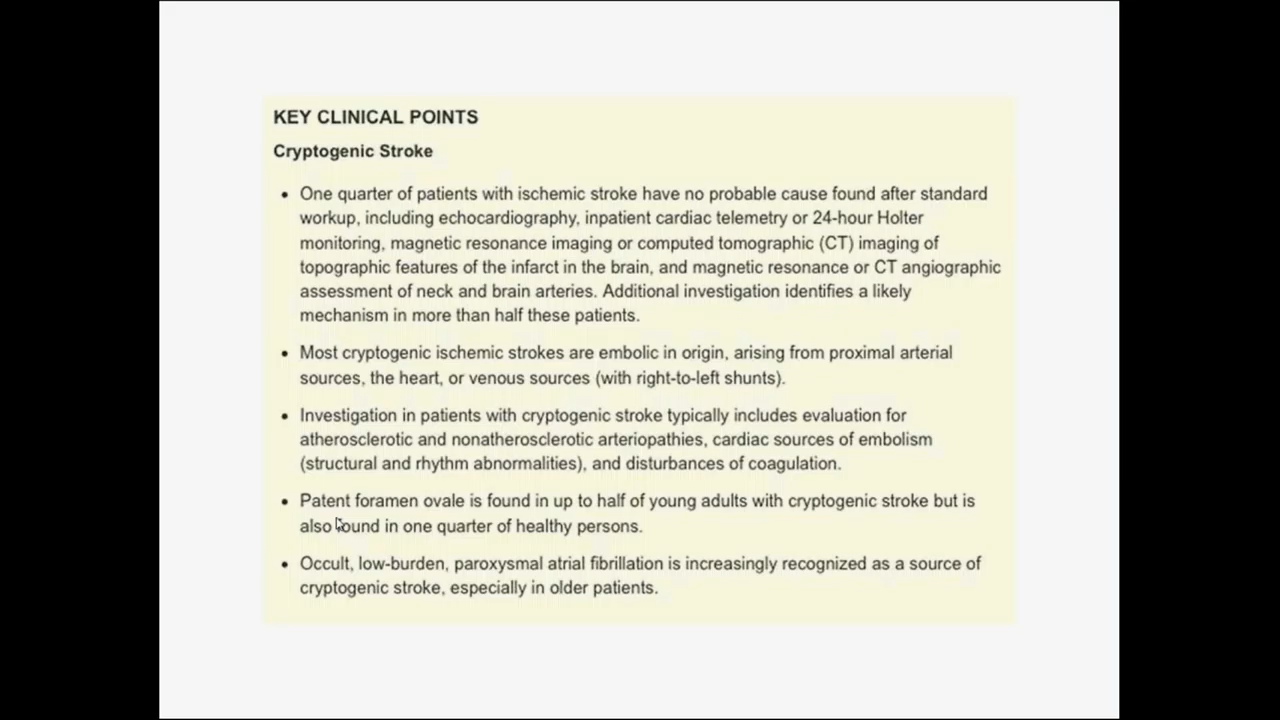 KEY CLINICAL POINTS
Cryptogenic Stroke
• One quarter of patients with ischemic stroke have no probable cause found after standard
workup, including echocardiography, inpatient cardiac telemetry or 24-hour Holter
monitoring, magnetic resonance imaging or computed tomographic (CT) imaging of
topographic features of the infarct in the brain, and magnetic resonance or CT angiographic
assessment of neck and brain arteries. Additional investigation identifies a likely
mechanism in more than half these patients.
• Most cryptogenic ischemic strokes are embolic in origin, arising from proximal arterial
sources, the heart, or venous sources (with right-to-left shunts).
• Investigation in patients with cryptogenic stroke typically includes evaluation for
atherosclerotic and nonatherosclerotic arteriopathies, cardiac sources of embolism
(structural and rhythm abnormalities), and disturbances of coagulation.
• Patent foramen ovale is found in up to half of young adults with cryptogenic stroke but is
also found in one quarter of healthy persons.
• Occult, low-burden, paroxysmal atrial fibrillation is increasingly recognized as a source of
cryptogenic stroke, especially in older patients.